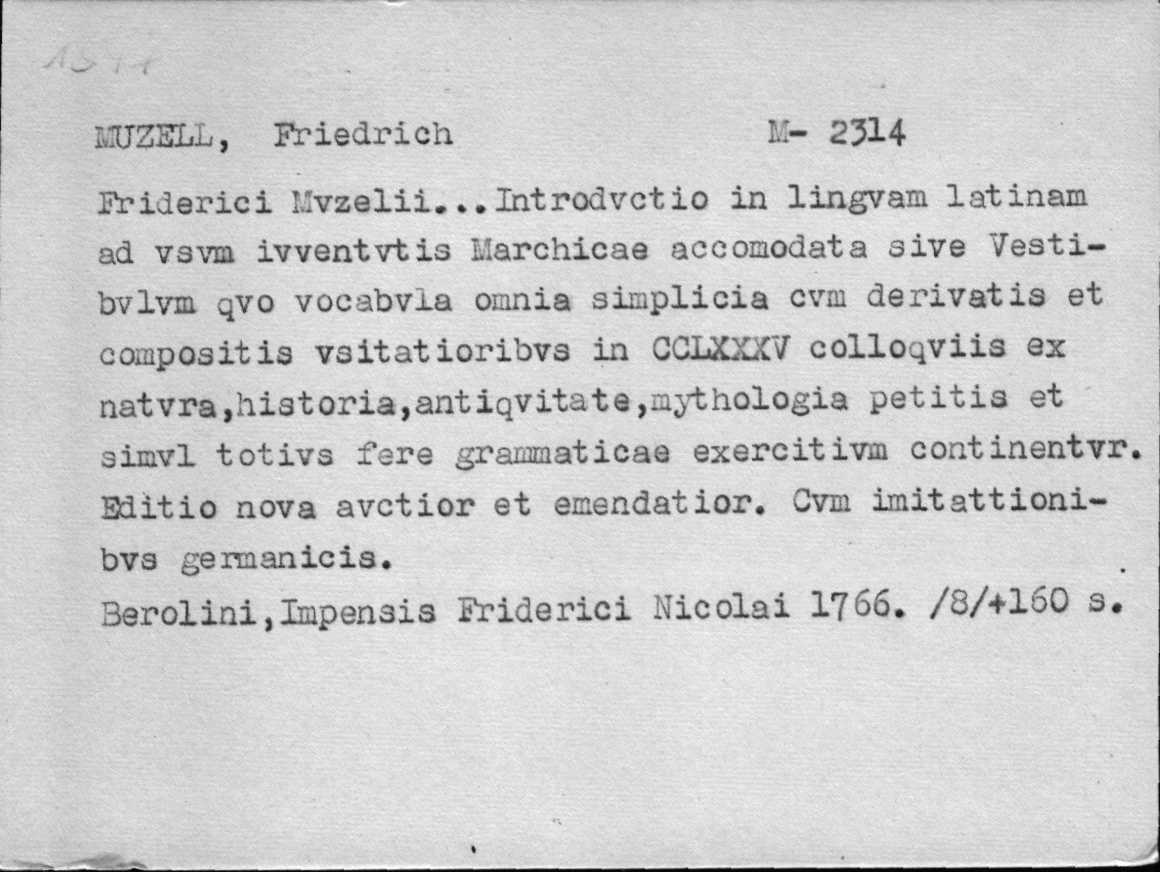 MUZELL, Friedrich M- 2314
Friderici Mvzelii...Introdvctio in lingvam latinam
ad vsvm ivventvtis Marchicae accomodata sive Vesti-
bvlvm qvo vocabvla omnia simplicia cvm derivatis et
compositis vsitatioribvs in CCLXXXV colloqviis ex
natvra,historia,antiqvitate,mythologia petitis et
simvl totivs fere grammaticae exercitivm continentvr.
Editio nova avctior et emendatior. Cvm imitattioni-
bvs germanicis.
Berolini,Impensis Friderici Nicolai 1766. /8/+160 s.